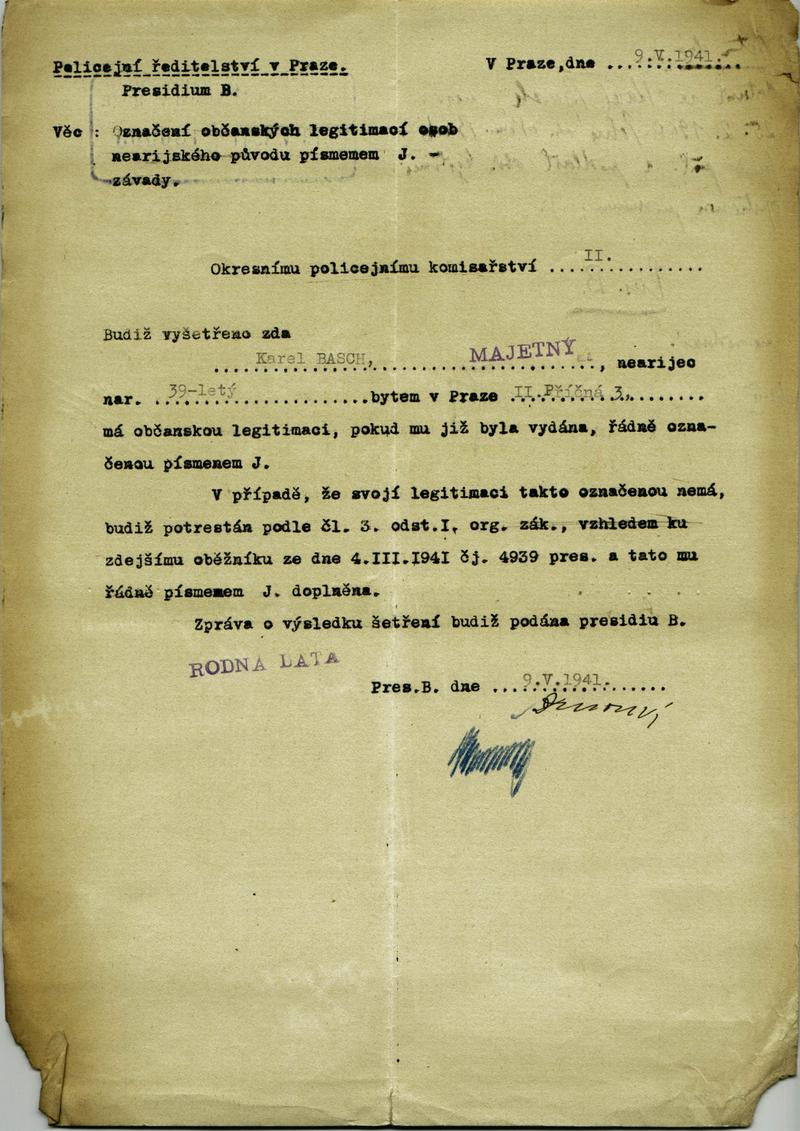 Policejní ředitelství v Praze. V Praze,dne ...9.V.1941.........
Presidium B.
Věc : Označení občanských legitimací osob
nearijského původu písmemem J. -
závady.
Okresnímu policejnímu komisařství ....II...........
Budiž vyšetřeno zda
Karel BASCH, MAJETNÝ, nearijec
nar. ..39-letý..............bytem v Praze ..II.Příčná 3,........
má občanskou legitimaci, pokud mu již byla vydána, řádně ozna-
čenou písmenem J.
V případě, že svojí legitimaci takto označenou nemá,
budiž potrestán podle čl. 3. odst.I, org. zák., vzhledem ku
zdejšímu oběžníku ze dne 4.III.1941 čj. 4939 pres. a tato mu
řádně písmenem J. doplněna.
Zpráva o výsledku šetření budiž podána presidiu B.
RODNA LATA
Pres.B. dne ...9.V.1941........